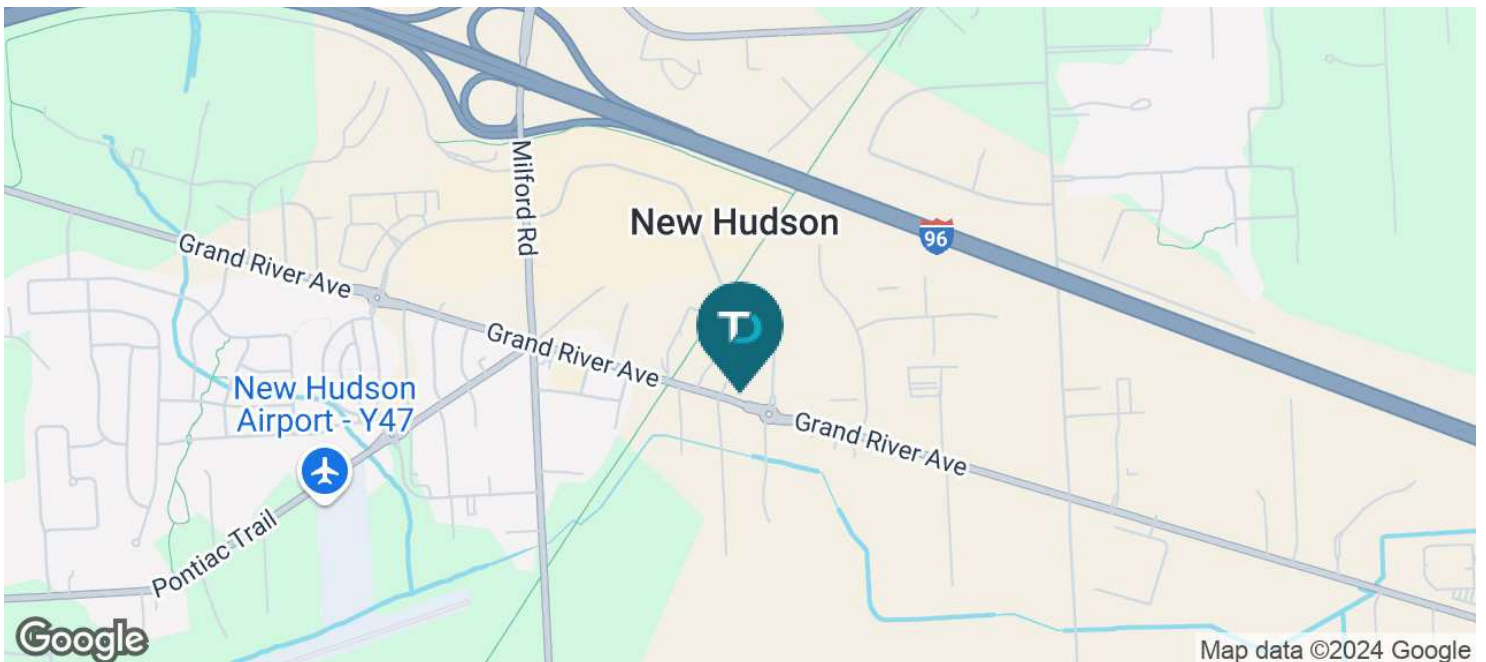 Milford Rd
New Hudson
96
Grand River Ave
Grand River Ave
TD
New Hudson
Airport - Y47
Grand River Ave
Pontiac Trail
Google
Map data ©2024 Google